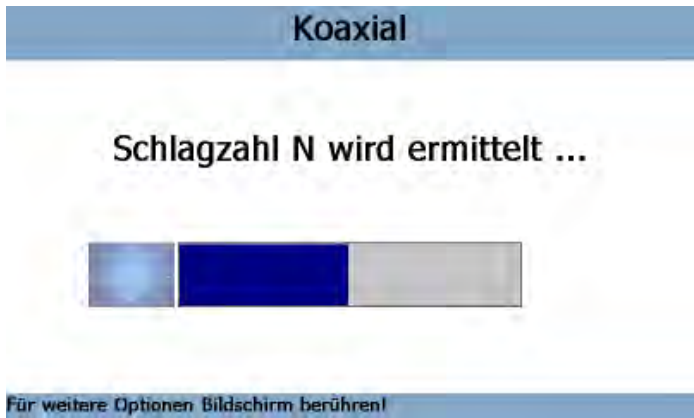 Koaxial
Schlagzahl N wird ermittelt ...
Für weitere Optionen Bildschirm berühren!